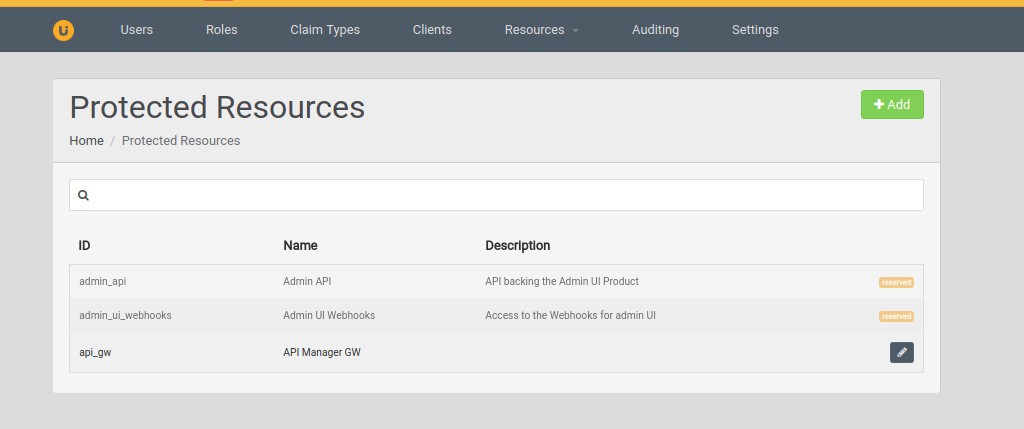 Users Roles Claim Types Clients Resources Auditing Settings
Protected Resources
Add
Home / Protected Resources
ID Name Description
admin_api Admin API API backing the Admin UI Product reserved
admin_ui_webhooks Admin UI Webhooks Access to the Webhooks for admin UI reserved
api_gw API Manager GW